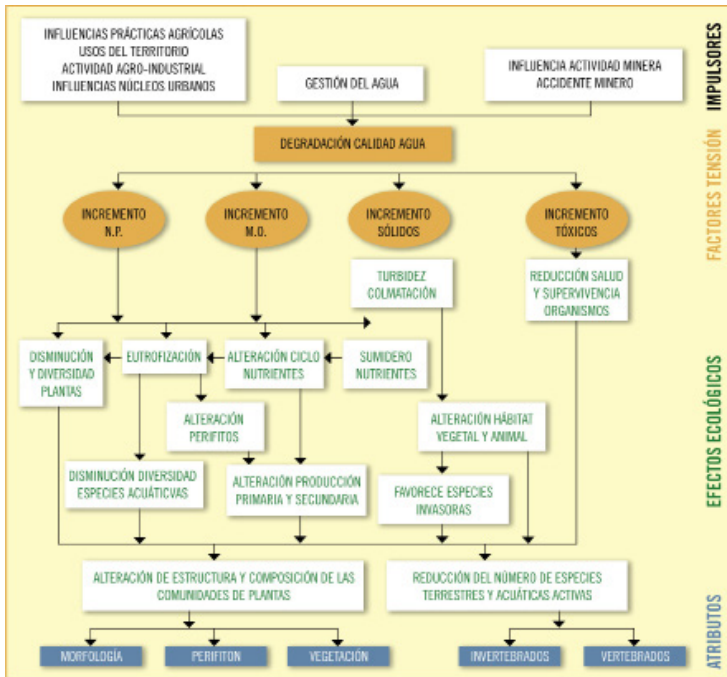 INFLUENCIAS PRÁCTICAS AGRÍCOLAS
USOS DEL TERRITORIO
ACTIVIDAD AGRO-INDUSTRIAL
INFLUENCIAS NÚCLEOS URBANOS
GESTIÓN DEL AGUA
INFLUENCIA ACTIVIDAD MINERA
ACCIDENTE MINERO
IMPULSORES
DEGRADACIÓN CALIDAD AGUA
INCREMENTO
N.P.
INCREMENTO
M.O.
INCREMENTO
SÓLIDOS
INCREMENTO
TÓXICOS
FACTORES TENSIÓN
TURBIDEZ
COLMATACIÓN
REDUCCIÓN SALUD
Y SUPERVIVENCIA
ORGANISMOS
DISMINUCIÓN
Y DIVERSIDAD
PLANTAS
EUTROFIZACIÓN
ALTERACIÓN CICLO
NUTRIENTES
SUMIDERO
NUTRIENTES
ALTERACIÓN
PERIFITOS
ALTERACIÓN HÁBITAT
VEGETAL Y ANIMAL
DISMINUCIÓN DIVERSIDAD
ESPECIES ACUÁTICVAS
ALTERACIÓN PRODUCCIÓN
PRIMARIA Y SECUNDARIA
FAVORECE ESPECIES
INVASORAS
EFECTOS ECOLÓGICOS
ALTERACIÓN DE ESTRUCTURA Y COMPOSICIÓN DE LAS
COMUNIDADES DE PLANTAS
REDUCCIÓN DEL NÚMERO DE ESPECIES
TERRESTRES Y ACUÁTICAS ACTIVAS
MORFOLOGÍA
PERIFITON
VEGETACIÓN
INVERTEBRADOS
VERTEBRADOS
ATRIBUTOS